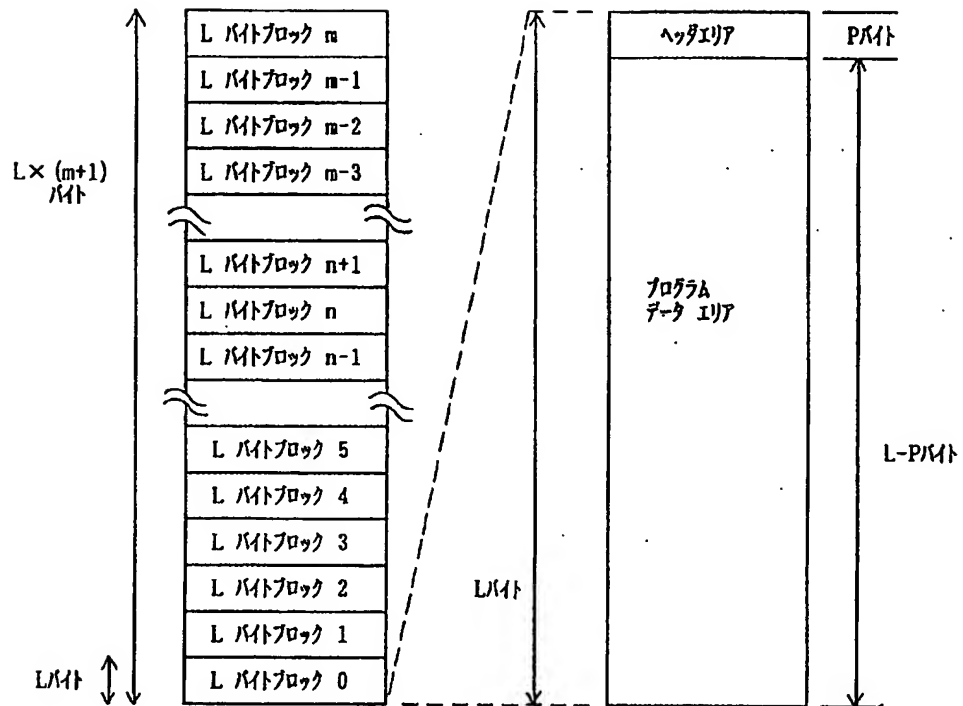 L バイトブロック m
L バイトブロック m-1
L バイトブロック m-2
L バイトブロック m-3
L× (m+1)
バイト
L バイトブロック n+1
L バイトブロック n
L バイトブロック n-1
L バイトブロック 5
L バイトブロック 4
L バイトブロック 3
L バイトブロック 2
L バイトブロック 1
L バイトブロック 0
Lバイト
Lバイト
ヘッダエリア
Pバイト
プログラム
データ エリア
L-Pバイト